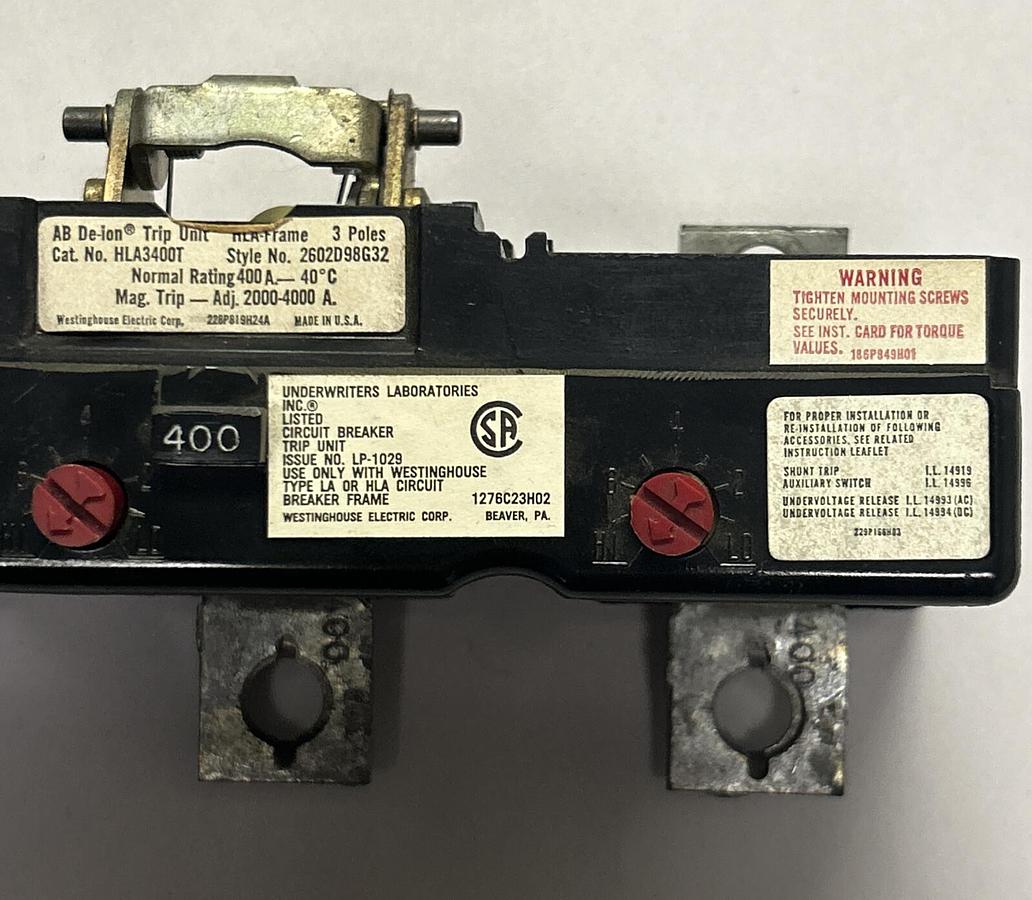 AB De-ion® Trip Unit HLA-Frame 3 Poles
Cat. No. HLA3400T Style No. 2602D98G32
Normal Rating 400 A.— 40°C
Mag. Trip — Adj. 2000-4000 A.
Westinghouse Electric Corp. 228P819H24A MADE IN U.S.A.
WARNING
TIGHTEN MOUNTING SCREWS
SECURELY.
SEE INST. CARD FOR TORQUE
VALUES. 186P849H01
400
UNDERWRITERS LABORATORIES
INC.®
LISTED
CIRCUIT BREAKER
TRIP UNIT
ISSUE NO. LP-1029
USE ONLY WITH WESTINGHOUSE
TYPE LA OR HLA CIRCUIT
BREAKER FRAME 1276C23H02
WESTINGHOUSE ELECTRIC CORP. BEAVER, PA.
SA
FOR PROPER INSTALLATION OR
RE-INSTALLATION OF FOLLOWING
ACCESSORIES, SEE RELATED
INSTRUCTION LEAFLET
SHUNT TRIP I.L. 14919
AUXILIARY SWITCH I.L. 14996
UNDERVOLTAGE RELEASE I.L. 14993 (AC)
UNDERVOLTAGE RELEASE I.L. 14994 (DC)
HI
LO
4
2
HI
LO
400